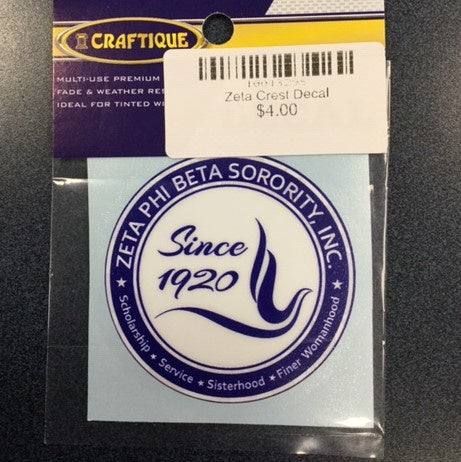 CRAFTIQUE
MULTI-USE PREMIUM
FADE & WEATHER RES
IDEAL FOR TINTED WI
Zeta Crest Decal
$4.00
ZETA PHI BETA SORORITY, INC.
Since
1920
★ Scholarship ★ Service ★ Sisterhood ★ Finer Womanhood ★